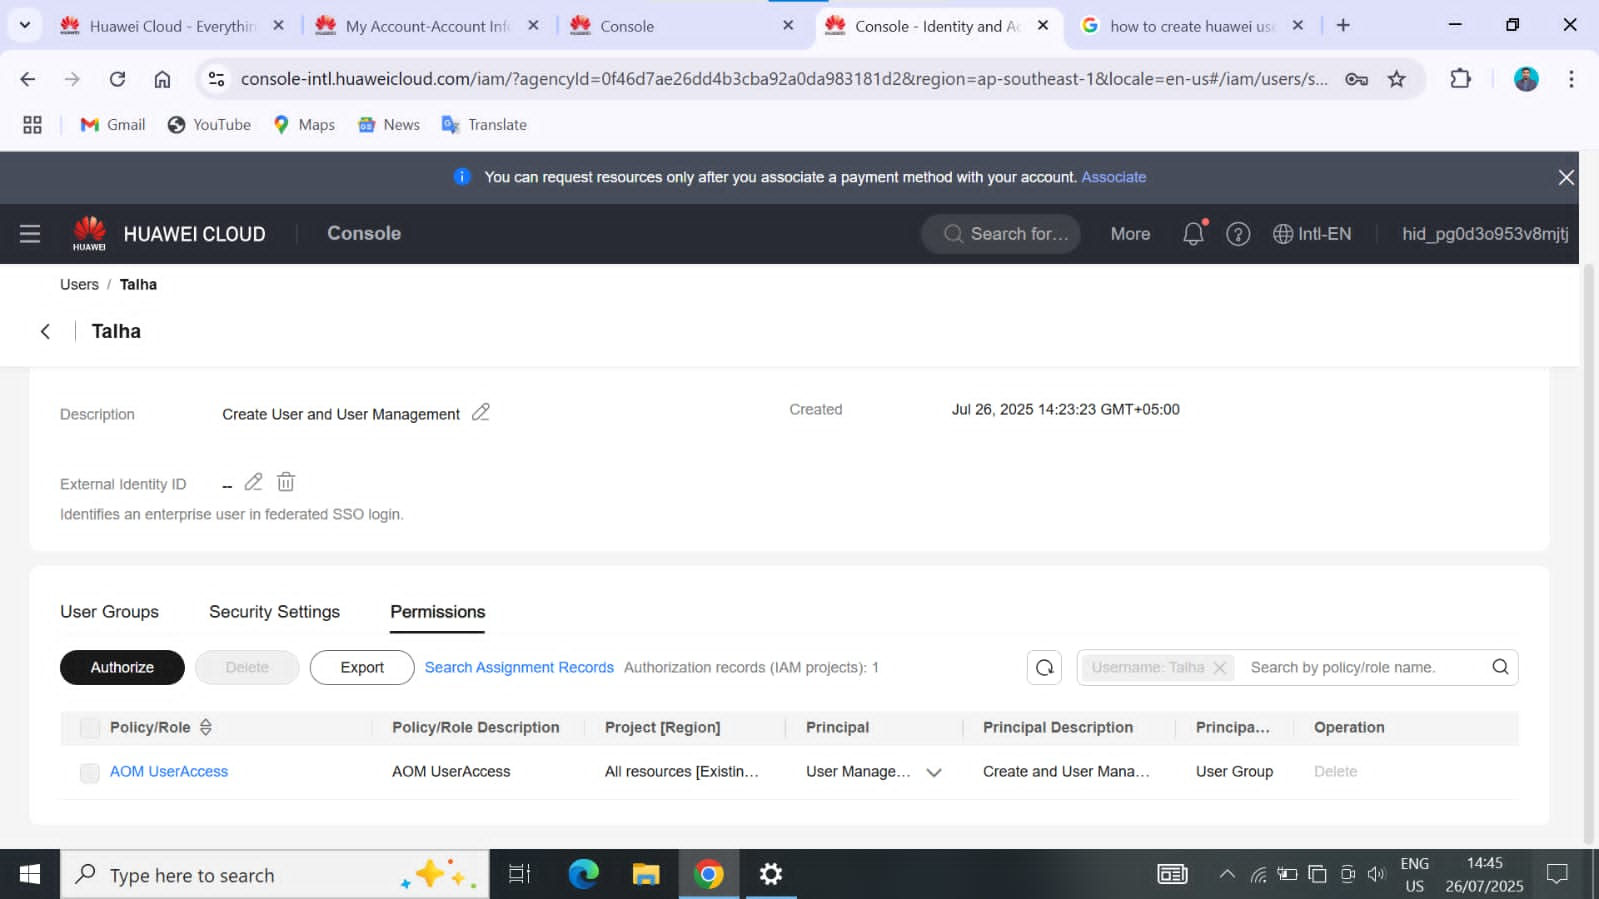 Huawei Cloud - Everythin
My Account-Account Inf
Console
Console - Identity and Ac
how to create huawei use
console-intl.huaweicloud.com/iam/?agencyId=0f46d7ae26dd4b3cba92a0da983181d2&region=ap-southeast-1&locale=en-us#/iam/users/s...
Gmail
YouTube
Maps
News
Translate
You can request resources only after you associate a payment method with your account. Associate
HUAWEI
HUAWEI CLOUD
Console
Search for...
More
Intl-EN
hid_pg0d3o953v8mjtj
Users / Talha
Talha
Description
Create User and User Management
Created
Jul 26, 2025 14:23:23 GMT+05:00
External Identity ID
--
Identifies an enterprise user in federated SSO login.
User Groups
Security Settings
Permissions
Authorize
Delete
Export
Search Assignment Records
Authorization records (IAM projects): 1
Username: Talha
Search by policy/role name.
Policy/Role
Policy/Role Description
Project [Region]
Principal
Principal Description
Principa...
Operation
AOM UserAccess
AOM UserAccess
All resources [Existin...
User Manage...
Create and User Mana...
User Group
Delete
Type here to search
ENG
US
14:45
26/07/2025